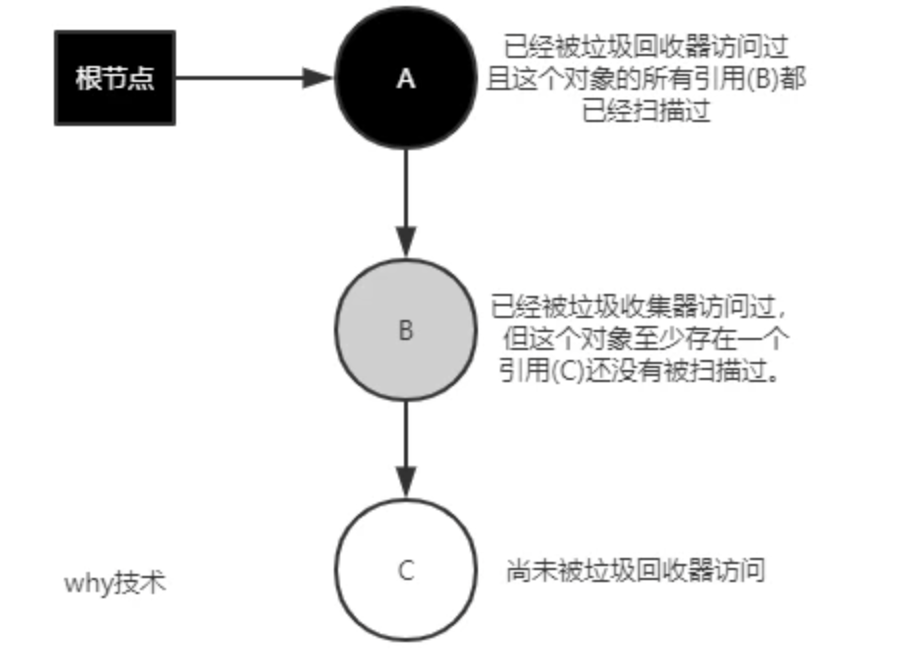 根节点
A
已经被垃圾回收器访问过
且这个对象的所有引用(B)都
已经扫描过
B
已经被垃圾收集器访问过，
但这个对象至少存在一个
引用(C)还没有被扫描过。
C
尚未被垃圾回收器访问
why技术